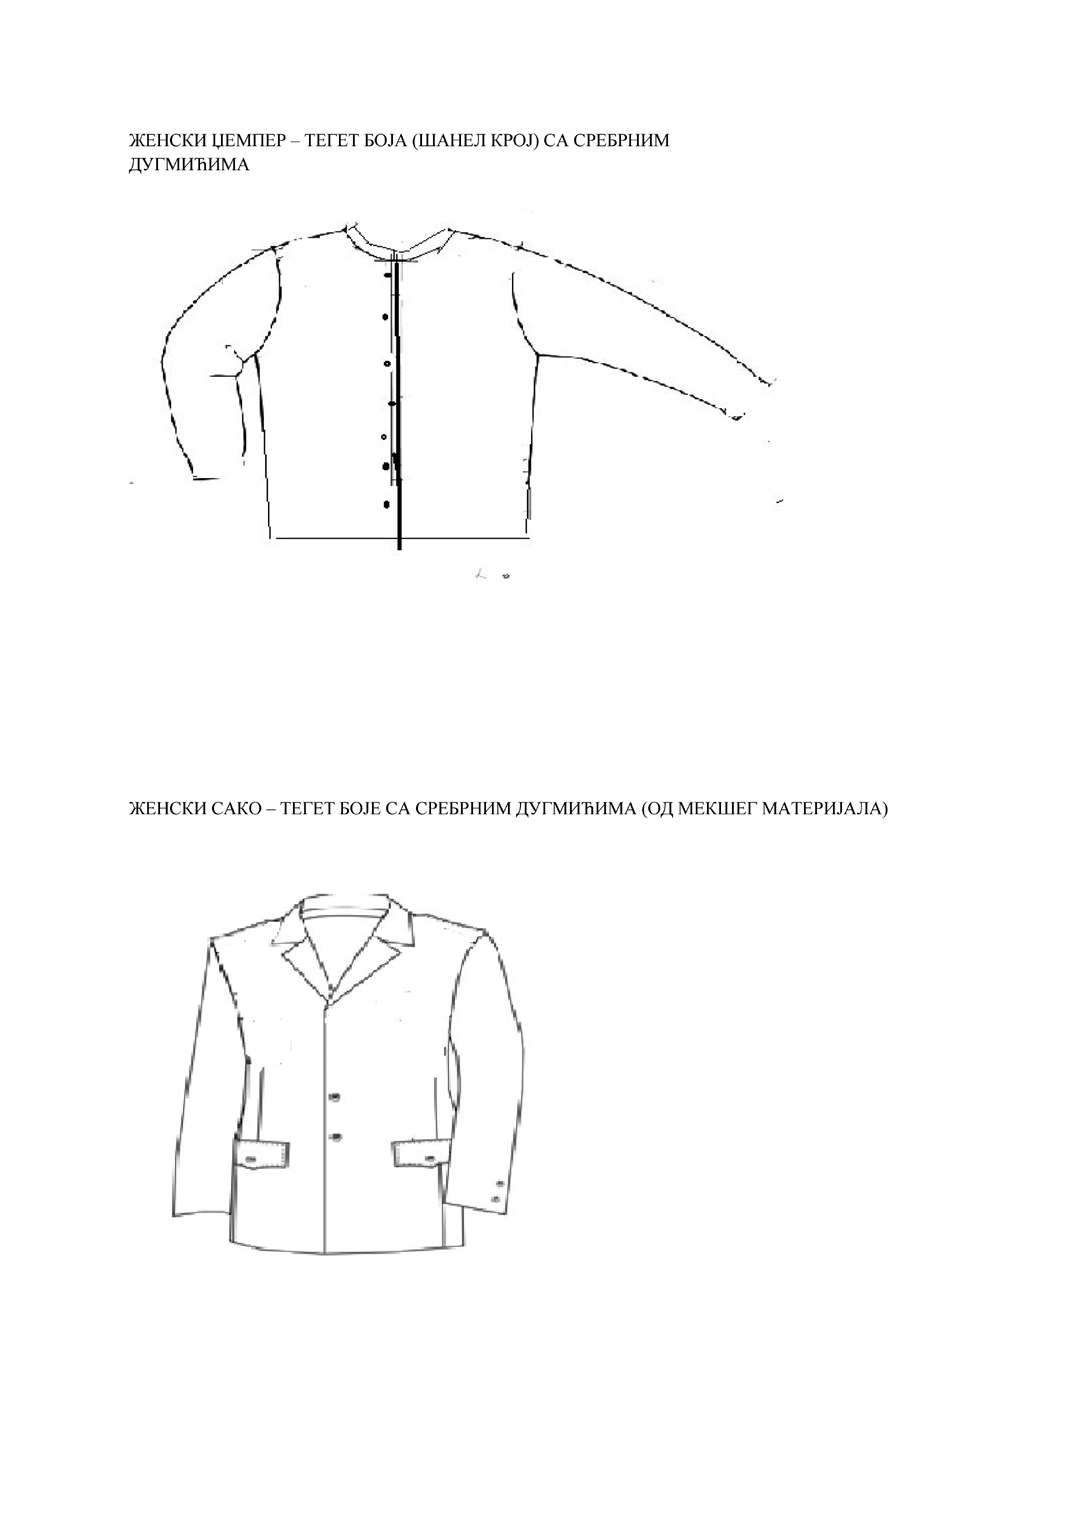 ЖЕНСКИ ЏЕМПЕР – ТЕГЕТ БОЈА (ШАНЕЛ КРОЈ) СА СРЕБРНИМ
ДУГМИЋИМА
ЖЕНСКИ САКО – ТЕГЕТ БОЈЕ СА СРЕБРНИМ ДУГМИЋИМА (ОД МЕКШЕГ МАТЕРИЈАЛА)